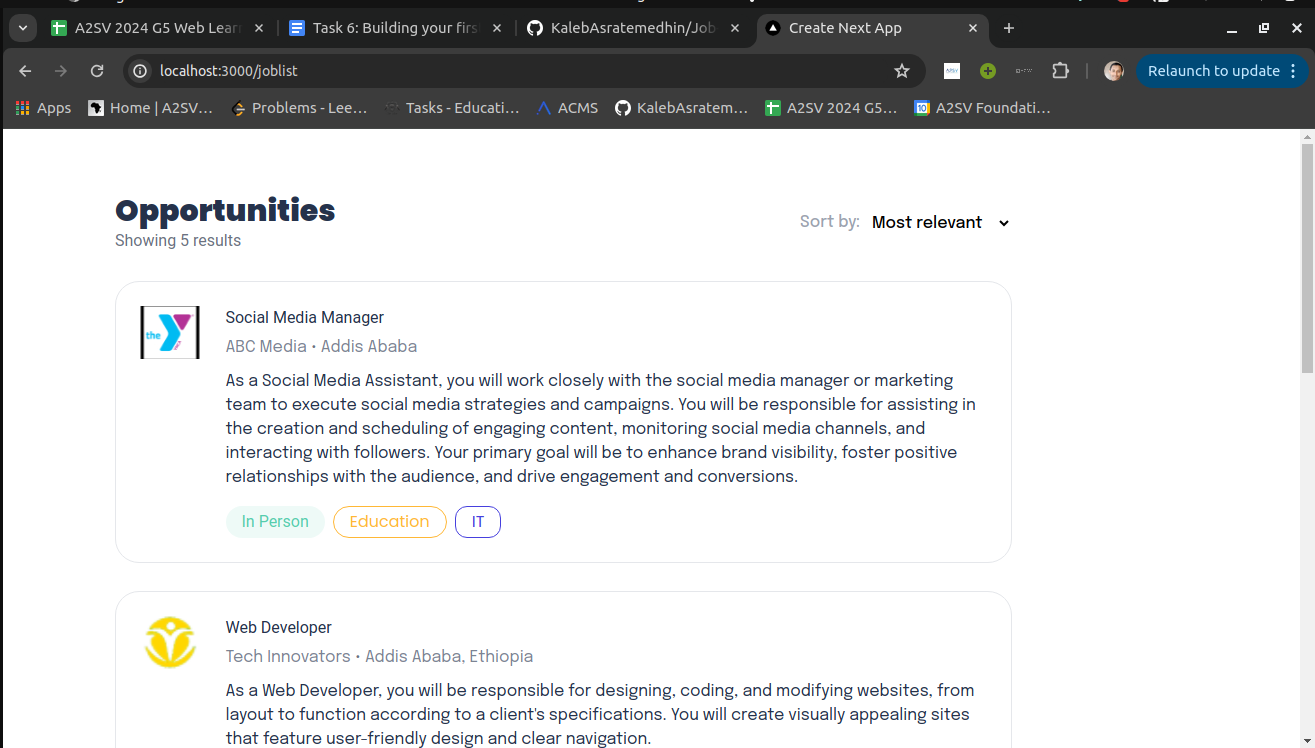 A2SV 2024 G5 Web Lear
Task 6: Building your firs
KalebAsratemedhin/Job
Create Next App
localhost:3000/joblist
Relaunch to update
Apps
Home | A2SV…
Problems - Lee…
Tasks - Educati…
ACMS
KalebAsratem…
A2SV 2024 G5…
10
A2SV Foundati…
Opportunities
Showing 5 results
Sort by: Most relevant
the
Social Media Manager
ABC Media • Addis Ababa
As a Social Media Assistant, you will work closely with the social media manager or marketing
team to execute social media strategies and campaigns. You will be responsible for assisting in
the creation and scheduling of engaging content, monitoring social media channels, and
interacting with followers. Your primary goal will be to enhance brand visibility, foster positive
relationships with the audience, and drive engagement and conversions.
In Person
Education
IT
Web Developer
Tech Innovators • Addis Ababa, Ethiopia
As a Web Developer, you will be responsible for designing, coding, and modifying websites, from
layout to function according to a client's specifications. You will create visually appealing sites
that feature user-friendly design and clear navigation.